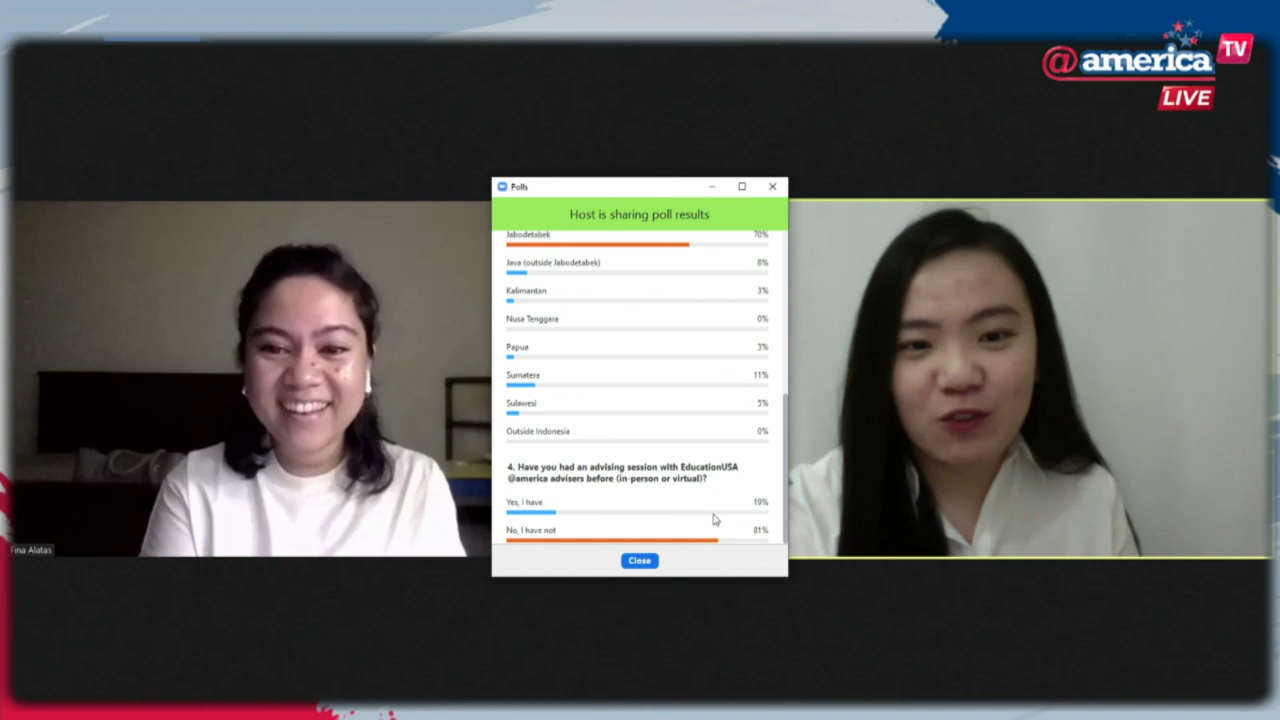 @america TV
LIVE
Polls
Host is sharing poll results
Jabodetabek 70%
Java (outside Jabodetabek) 8%
Kalimantan 3%
Nusa Tenggara 0%
Papua 3%
Sumatera 11%
Sulawesi 5%
Outside Indonesia 0%
4. Have you had an advising session with EducationUSA
@america advisers before (in-person or virtual)?
Yes, I have 19%
No, I have not 81%
Close
Fina Alatas